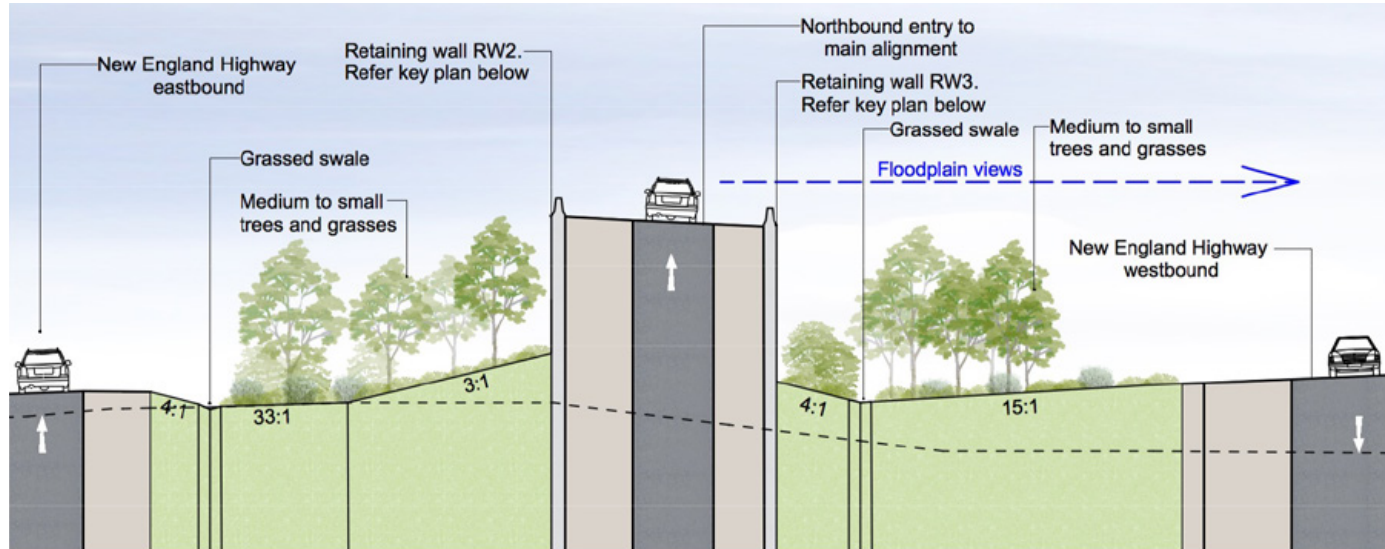 New England Highway
eastbound
Grassed swale
Medium to small
trees and grasses
Retaining wall RW2.
Refer key plan below
Northbound entry to
main alignment
Retaining wall RW3.
Refer key plan below
Grassed swale
Medium to small
trees and grasses
Floodplain views
New England Highway
westbound
4:1
33:1
3:1
4:1
15:1